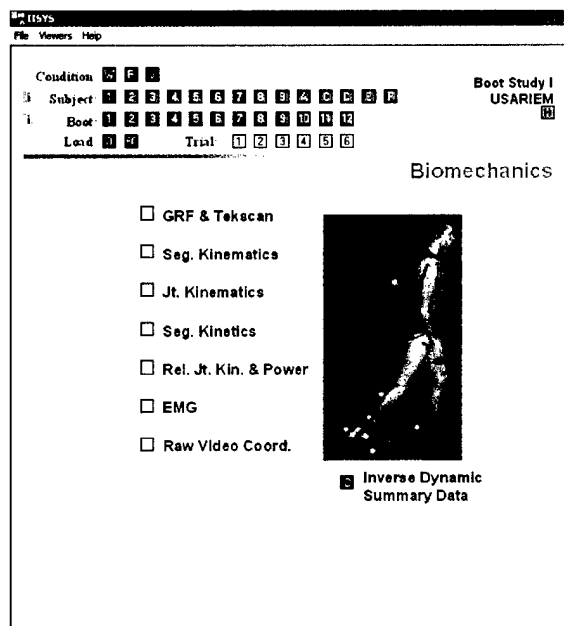 File Viewers Help
Condition W
Subject 1 2 3 4 5 6 7 8 9
Boot 1 2 3 4 5 6 7 8 9 10 11 12
Load Trial 1 2 3 4 5 6
Boot Study I
USARIEM
Biomechanics
GRF & Tekscan
Seg. Kinematics
Jt. Kinematics
Seg. Kinetics
Rel. Jt. Kin. & Power
EMG
Raw Video Coord.
Inverse Dynamic
Summary Data